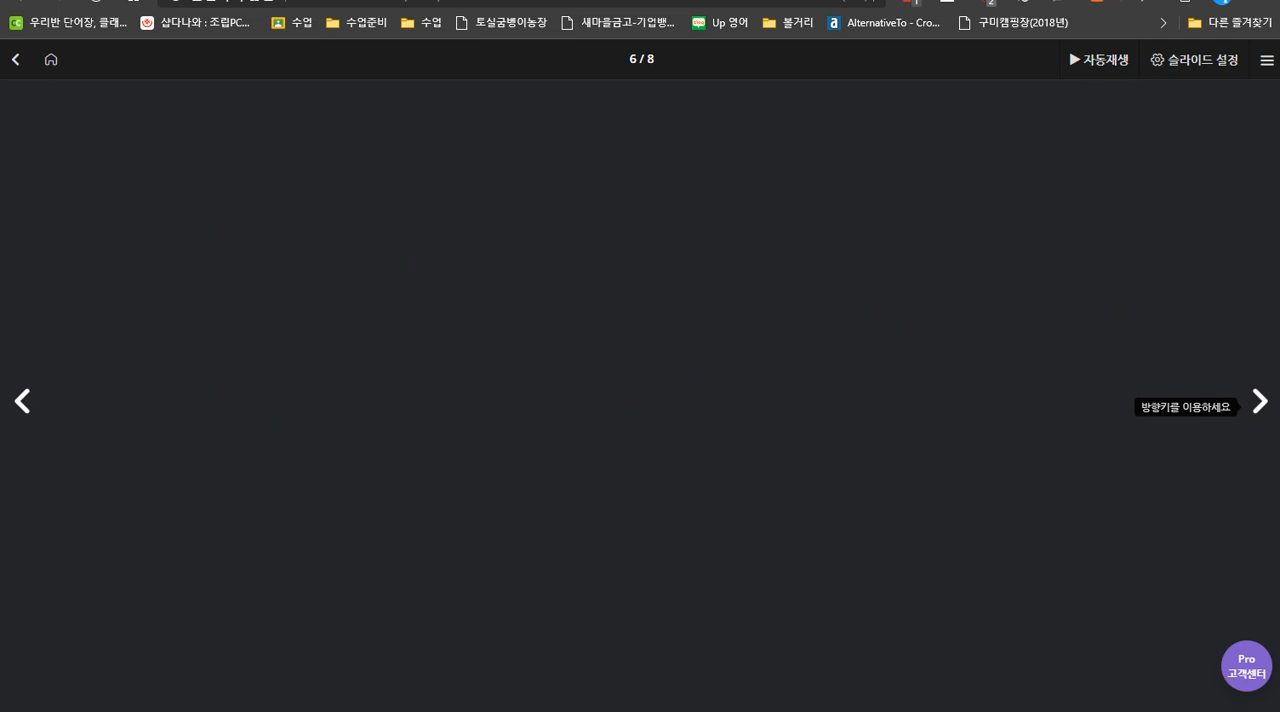 우리반 단어장, 클래... 샵다나와 : 조립PC... 수업 수업준비 수업 토실굼벵이농장 새마을금고-기업뱅... Up 영어 볼거리 AlternativeTo - Cro... 구미캠핑장(2018년) 다른 즐겨찾기
6 / 8 ▶ 자동재생 슬라이드 설정
방향키를 이용하세요
Pro
고객센터